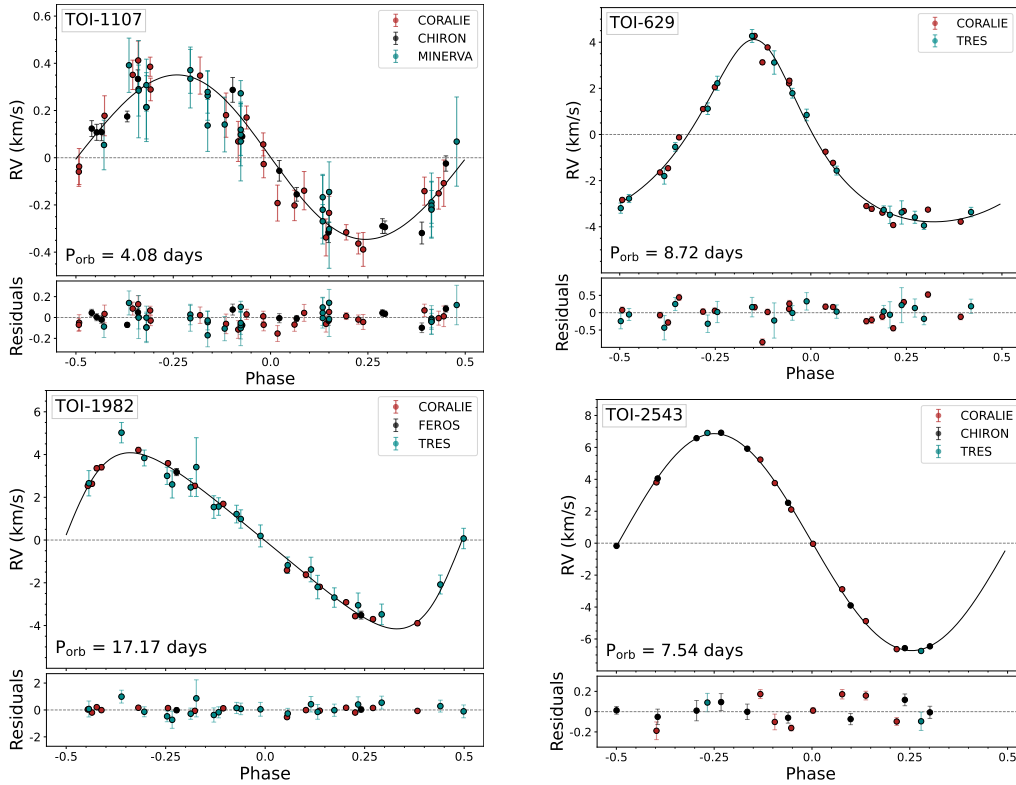 TOI-1107
CORALIE
CHIRON
MINERVA
RV (km/s)
0.6
0.4
0.2
0
-0.2
-0.4
P_orb = 4.08 days
Residuals
0.2
0.0
-0.2
-0.5
-0.25
0.0
0.25
0.5
Phase
TOI-629
CORALIE
TRES
RV (km/s)
4
2
0
-2
-4
P_orb = 8.72 days
Residuals
0.5
0.0
-0.5
-0.5
-0.25
0.0
0.25
0.5
Phase
TOI-1982
CORALIE
FEROS
TRES
RV (km/s)
6
4
2
0
-2
-4
P_orb = 17.17 days
Residuals
2
0
-2
-0.5
-0.25
0.0
0.25
0.5
Phase
TOI-2543
CORALIE
CHIRON
TRES
RV (km/s)
8
6
4
2
0
-2
-4
-6
P_orb = 7.54 days
Residuals
0.2
0.0
-0.2
-0.5
-0.25
0.0
0.25
0.5
Phase